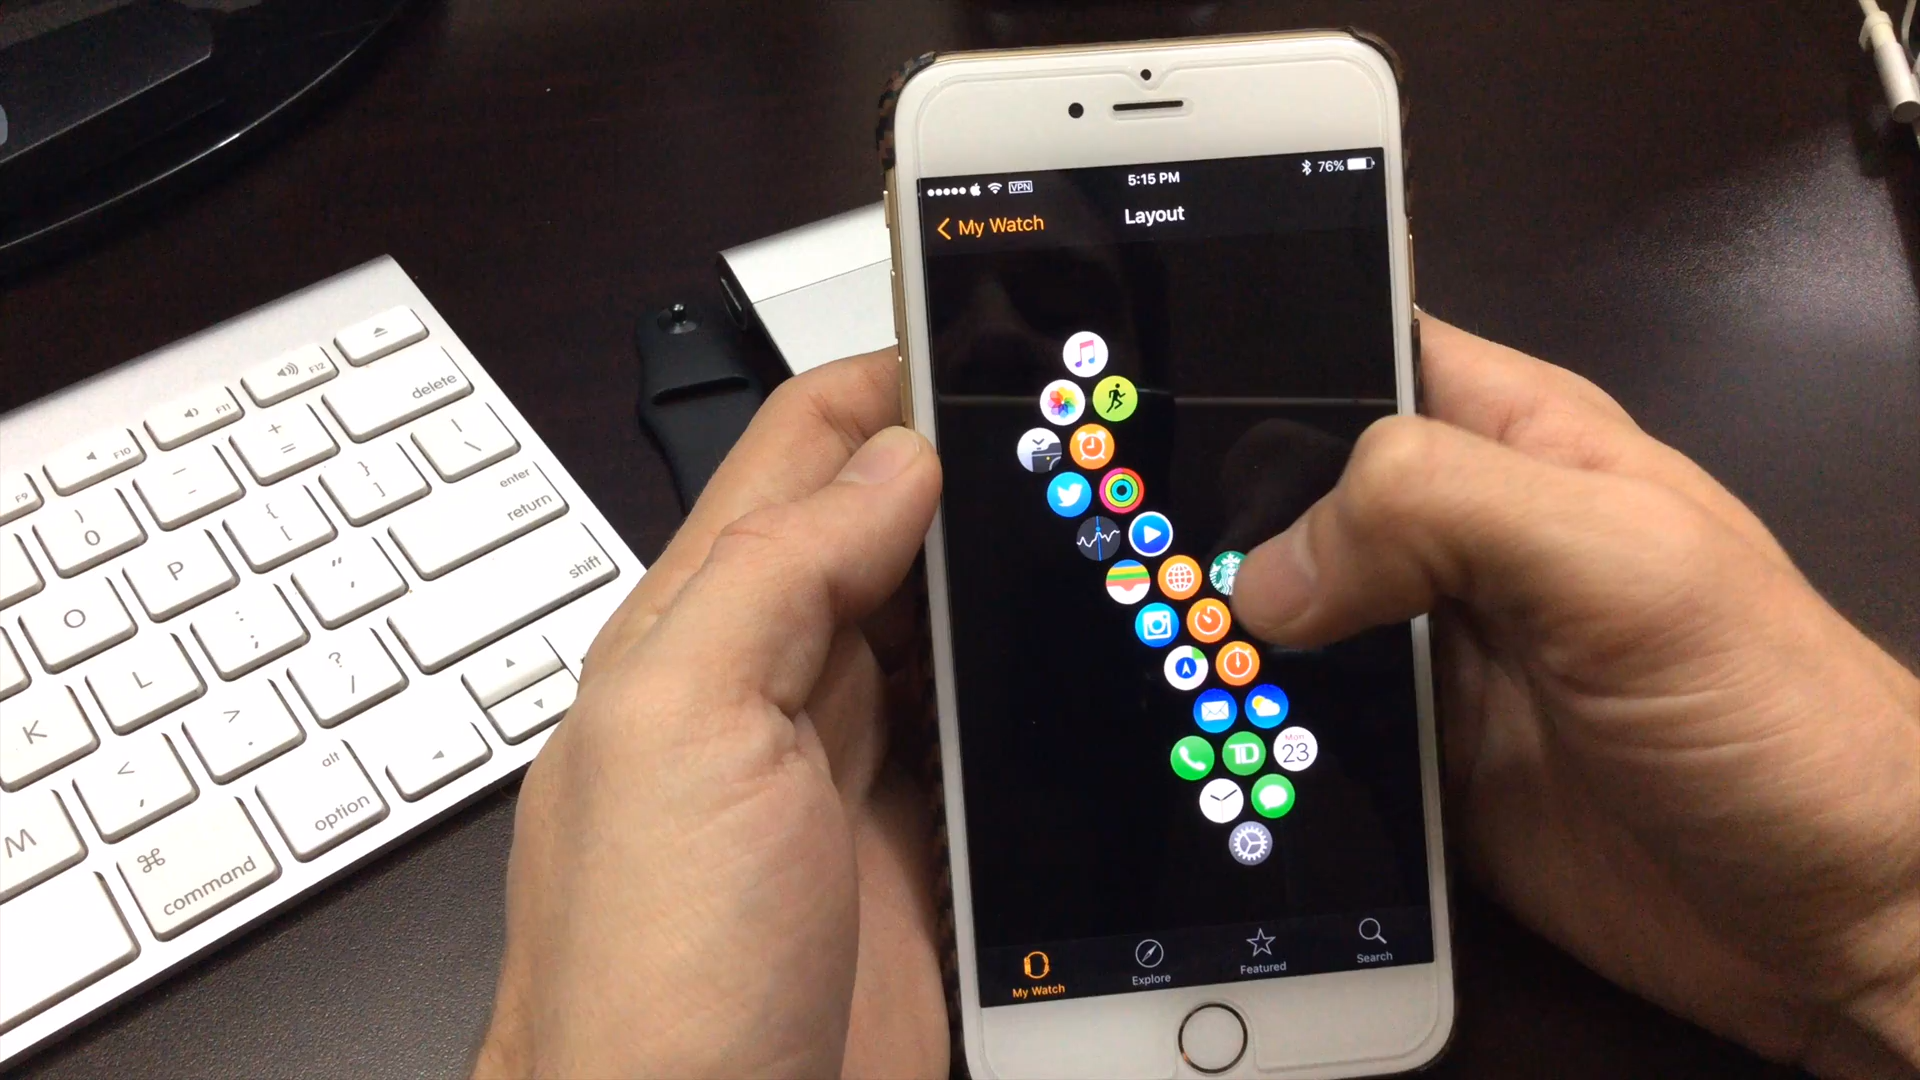 VPN 5:15 PM 76%
My Watch Layout
TD
Mon
23
My Watch Explore Featured Search
F9
F10
F11
F12
delete
)
0
-
+
=
O
P
{
[
}
]
|
\
enter
return
K
L
:
;
"
'
shift
M
<
,
>
.
?
/
⌘
command
alt
option